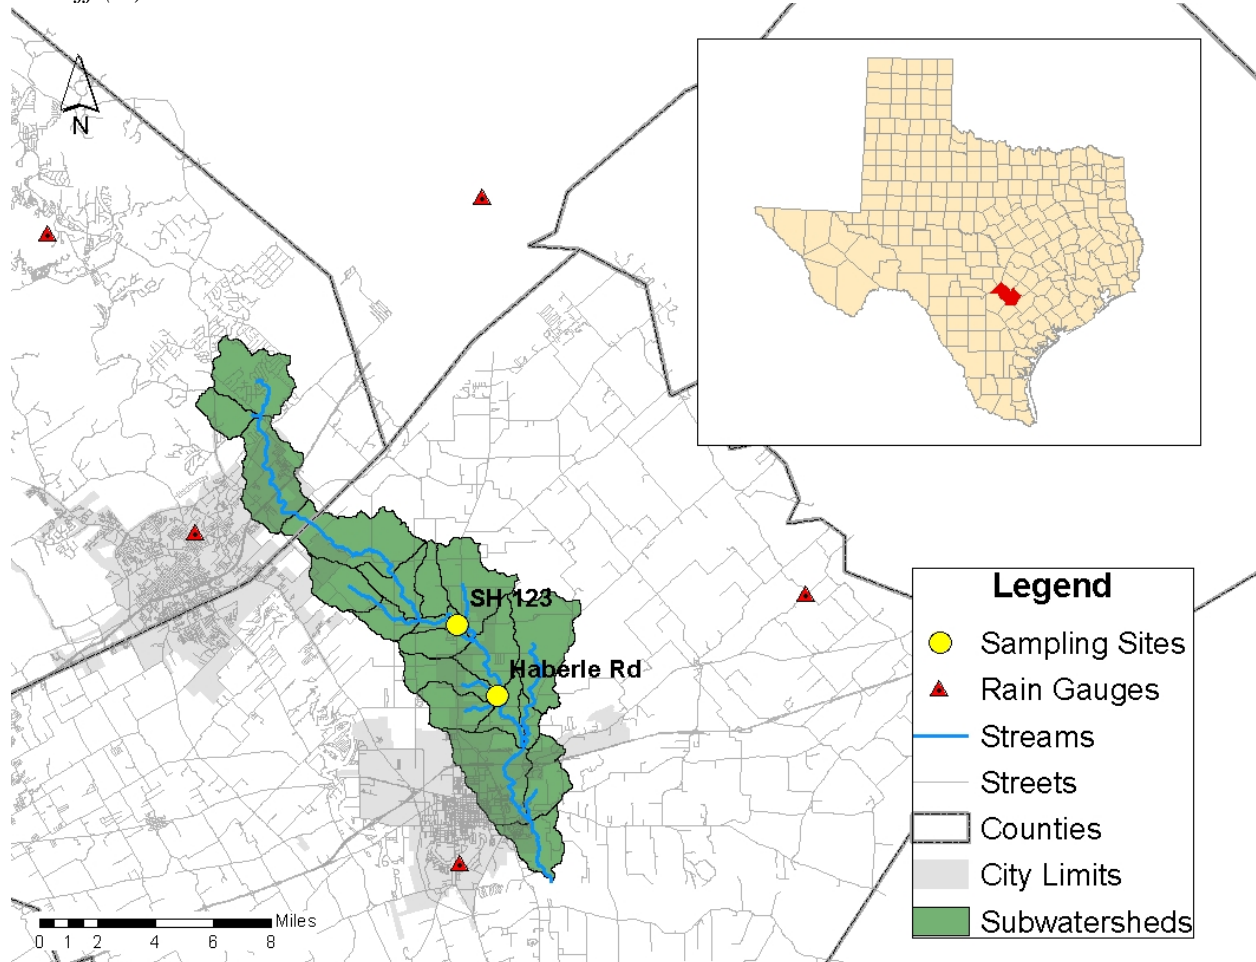 N
SH 123
Haberle Rd
Legend
Sampling Sites
Rain Gauges
Streams
Streets
Counties
City Limits
Subwatersheds
Miles
0 1 2 4 6 8